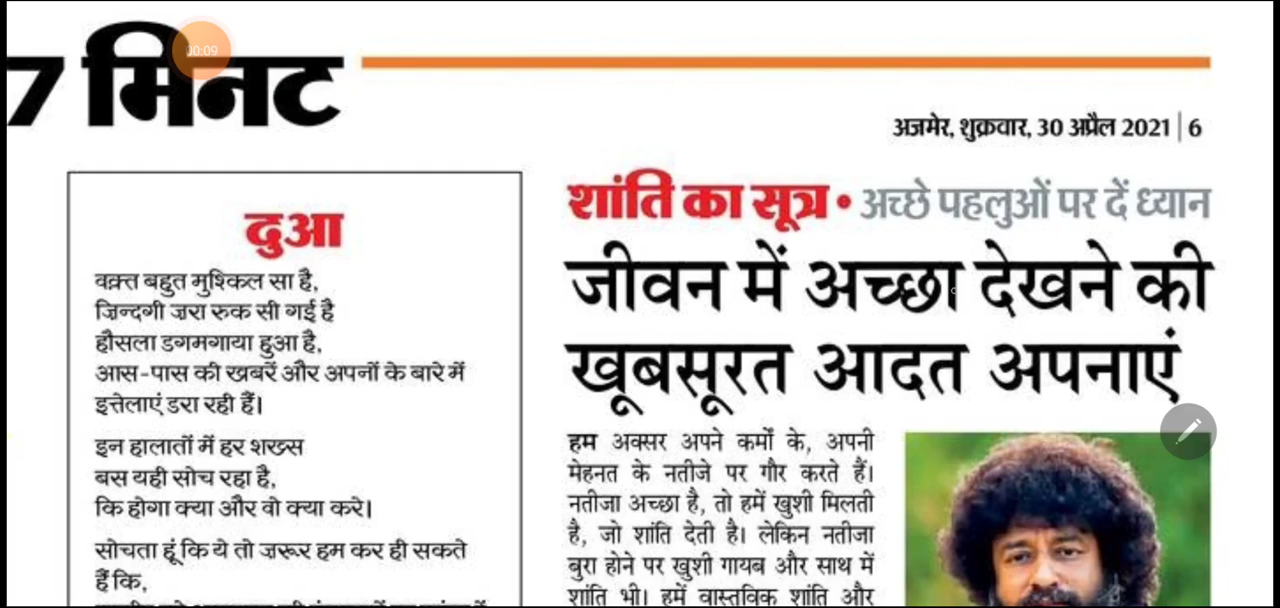 7 मिनट
00:09
अजमेर, शुक्रवार, 30 अप्रैल 2021 | 6
दुआ
वक़्त बहुत मुश्किल सा है,
ज़िन्दगी ज़रा रुक सी गई है
हौसला डगमगाया हुआ है,
आस-पास की ख़बरें और अपनों के बारे में
इत्तेलाएं डरा रही हैं।
इन हालातों में हर शख़्स
बस यही सोच रहा है,
कि होगा क्या और वो क्या करे।
सोचता हूं कि ये तो ज़रूर हम कर ही सकते
हैं कि,
शांति का सूत्र • अच्छे पहलुओं पर दें ध्यान
जीवन में अच्छा देखने की
खूबसूरत आदत अपनाएं
हम अक्सर अपने कर्मों के, अपनी
मेहनत के नतीजे पर गौर करते हैं।
नतीजा अच्छा है, तो हमें खुशी मिलती
है, जो शांति देती है। लेकिन नतीजा
बुरा होने पर खुशी गायब और साथ में
शांति भी। हमें वास्तविक शांति और